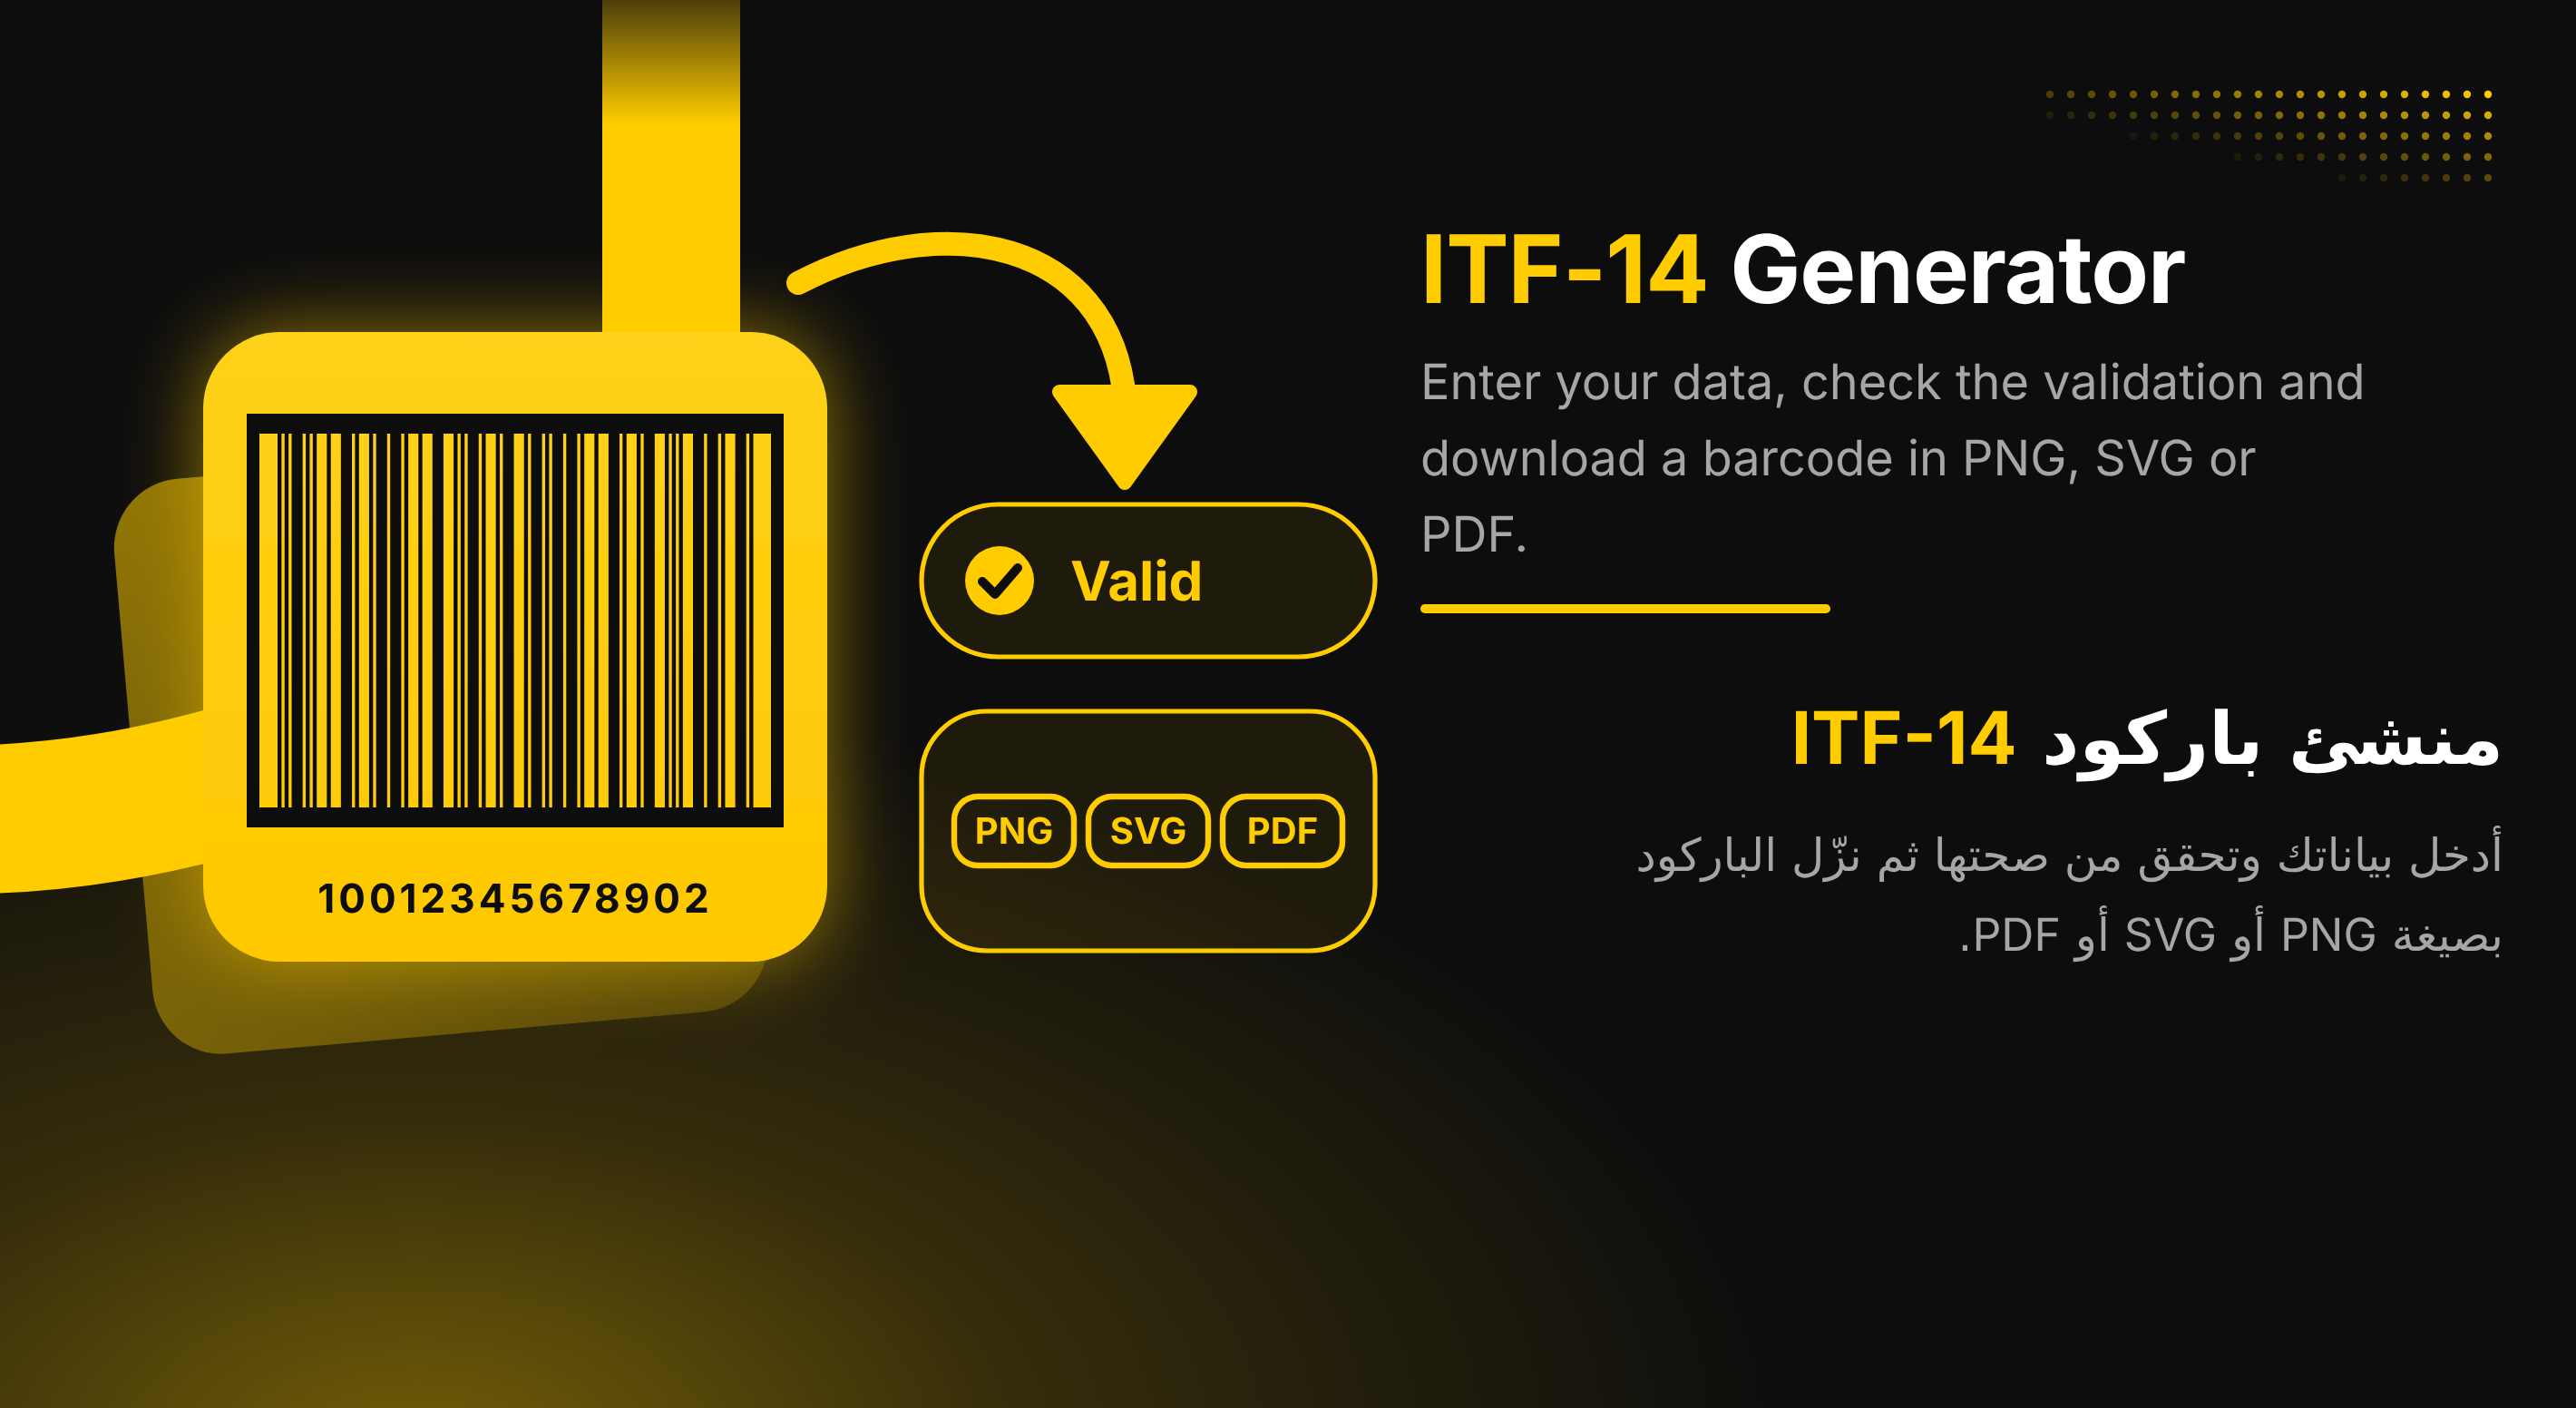 ITF-14 Generator
Enter your data, check the validation and
download a barcode in PNG, SVG or
PDF.
Valid
PNG SVG PDF
10012345678902
منشئ باركود ITF-14
أدخل بياناتك وتحقق من صحتها ثم نزّل الباركود
بصيغة PNG أو SVG أو PDF.